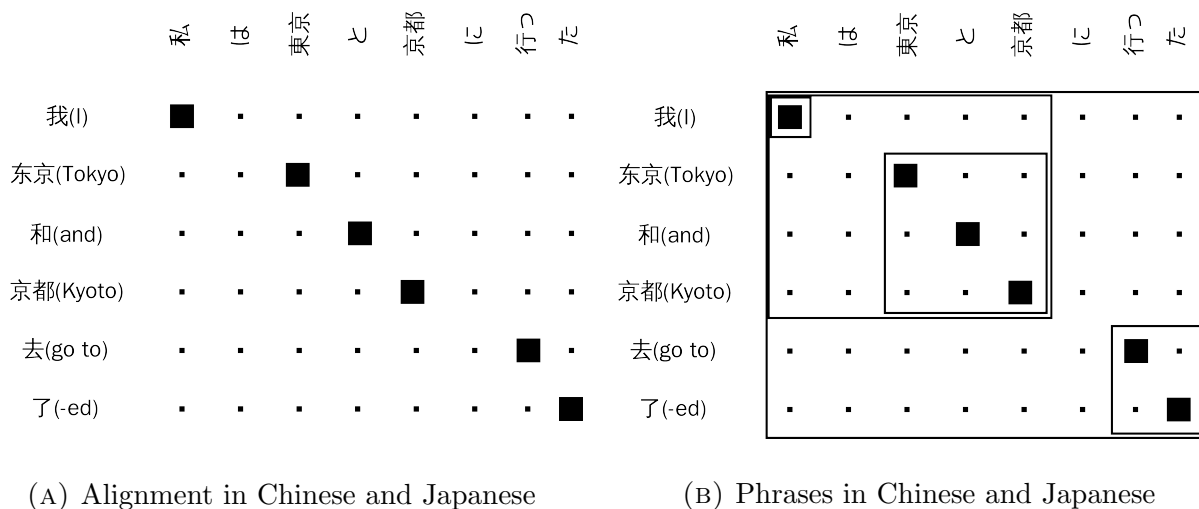 私 は 東京 と 京都 に 行っ た
我(I)
东京(Tokyo)
和(and)
京都(Kyoto)
去(go to)
了(-ed)
(A) Alignment in Chinese and Japanese
私 は 東京 と 京都 に 行っ た
我(I)
东京(Tokyo)
和(and)
京都(Kyoto)
去(go to)
了(-ed)
(B) Phrases in Chinese and Japanese